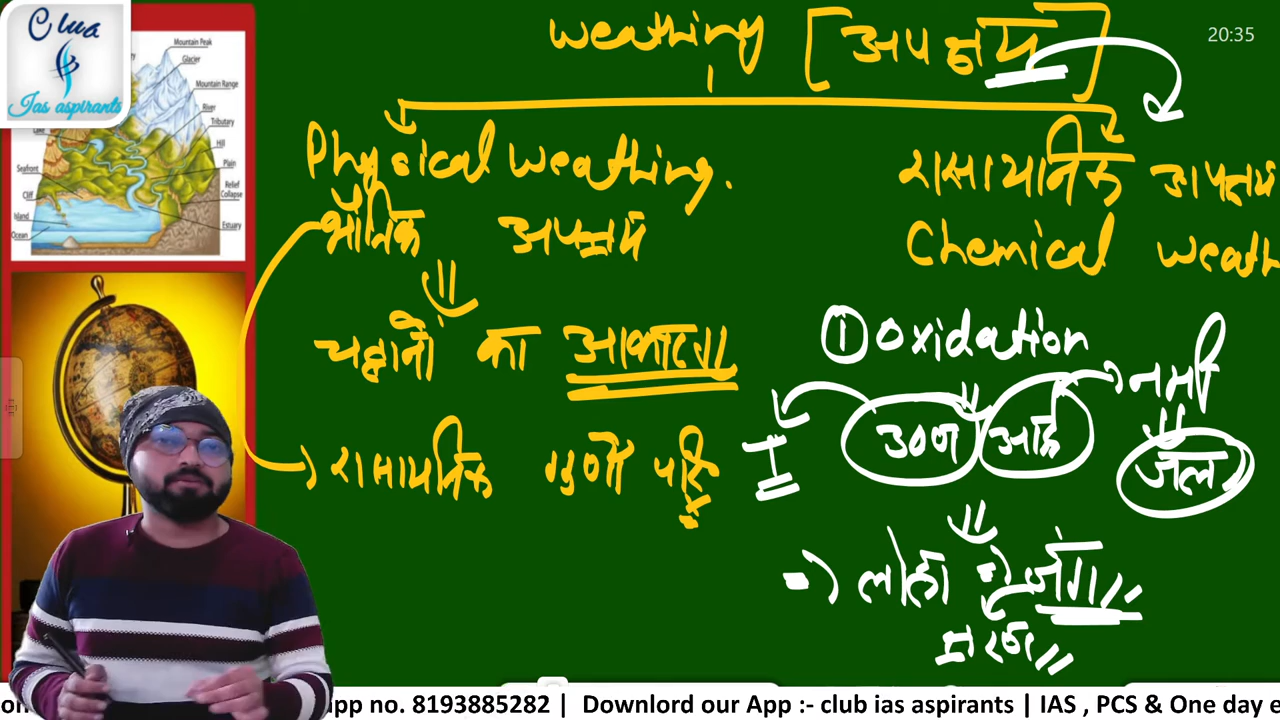 Clua
Ias aspirants
Mountain Peak
Glacier
Mountain Range
River
Tributary
Hill
Plain
Relief
Collapse
Estuary
Seafront
Cliff
Island
Ocean
20:35
weathing [अपक्षय]
Physical weathing.
भौतिक अपक्षय
चट्टानों का आकार
रासायनिक गुणों परि
रासायनिक अपक्षय
Chemical weath
① Oxidation
उष्ण आर्द्र नमी
जल
लोहा जंग
क्षरण
app no. 8193885282 | Downlord our App :- club ias aspirants | IAS , PCS & One day e